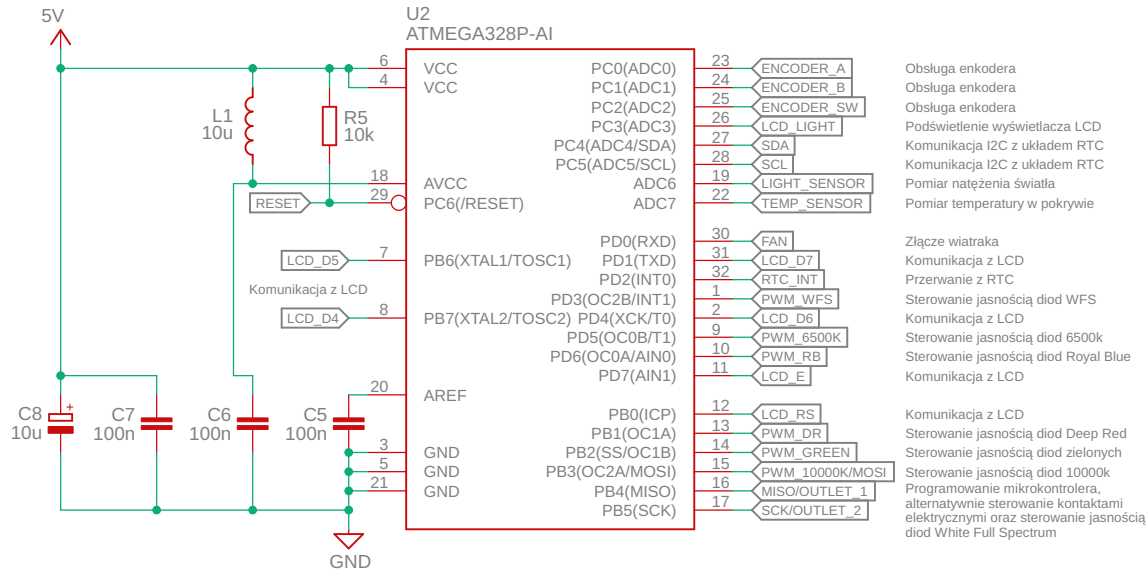 5V
U2
ATMEGA328P-AI
L1
10u
R5
10k
RESET
LCD_D5
Komunikacja z LCD
LCD_D4
C8
10u
+
C7
100n
C6
100n
C5
100n
GND
6 VCC
4 VCC
18 AVCC
29 PC6(/RESET)
7 PB6(XTAL1/TOSC1)
8 PB7(XTAL2/TOSC2)
20 AREF
3 GND
5 GND
21 GND
PC0(ADC0) 23 ENCODER_A Obsługa enkodera
PC1(ADC1) 24 ENCODER_B Obsługa enkodera
PC2(ADC2) 25 ENCODER_SW Obsługa enkodera
PC3(ADC3) 26 LCD_LIGHT Podświetlenie wyświetlacza LCD
PC4(ADC4/SDA) 27 SDA Komunikacja I2C z układem RTC
PC5(ADC5/SCL) 28 SCL Komunikacja I2C z układem RTC
ADC6 19 LIGHT_SENSOR Pomiar natężenia światła
ADC7 22 TEMP_SENSOR Pomiar temperatury w pokrywie
PD0(RXD) 30 FAN Złącze wiatraka
PD1(TXD) 31 LCD_D7 Komunikacja z LCD
PD2(INT0) 32 RTC_INT Przerwanie z RTC
PD3(OC2B/INT1) 1 PWM_WFS Sterowanie jasnością diod WFS
PD4(XCK/T0) 2 LCD_D6 Komunikacja z LCD
PD5(OC0B/T1) 9 PWM_6500K Sterowanie jasnością diod 6500k
PD6(OC0A/AIN0) 10 PWM_RB Sterowanie jasnością diod Royal Blue
PD7(AIN1) 11 LCD_E Komunikacja z LCD
PB0(ICP) 12 LCD_RS Komunikacja z LCD
PB1(OC1A) 13 PWM_DR Sterowanie jasnością diod Deep Red
PB2(SS/OC1B) 14 PWM_GREEN Sterowanie jasnością diod zielonych
PB3(OC2A/MOSI) 15 PWM_10000K/MOSI Sterowanie jasnością diod 10000k
PB4(MISO) 16 MISO/OUTLET_1
PB5(SCK) 17 SCK/OUTLET_2
Programowanie mikrokontrolera,
alternatywnie sterowanie kontaktami
elektrycznymi oraz sterowanie jasnością
diod White Full Spectrum